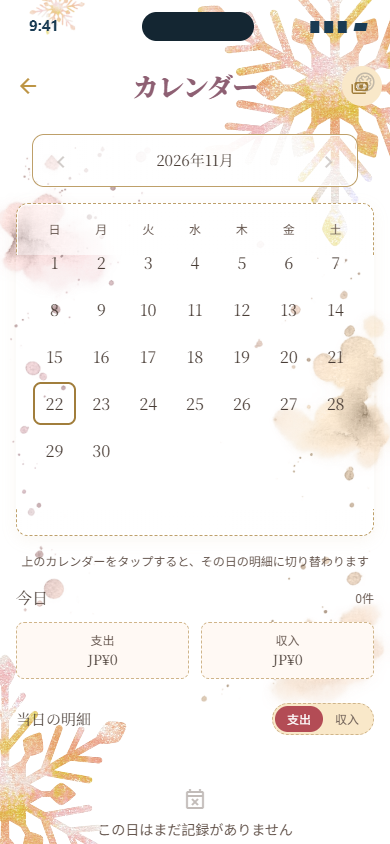 9:41
カレンダー
2026年11月
日 月 火 水 木 金 土
1 2 3 4 5 6 7
8 9 10 11 12 13 14
15 16 17 18 19 20 21
22 23 24 25 26 27 28
29 30
上のカレンダーをタップすると、その日の明細に切り替わります
今日 0件
支出 収入
JP¥0 JP¥0
当日の明細 支出 収入
この日はまだ記録がありません